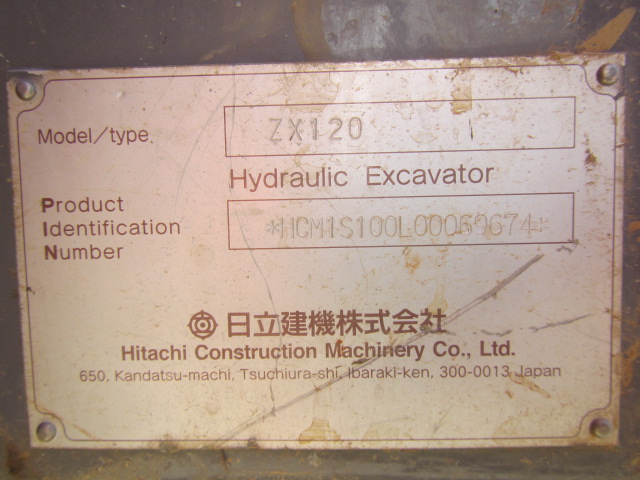 Model/type. ZX120
Hydraulic Excavator
Product
Identification *HCM1S100L00069674*
Number
日立建機株式会社
Hitachi Construction Machinery Co., Ltd.
650, Kandatsu-machi, Tsuchiura-shi, Ibaraki-ken, 300-0013 Japan